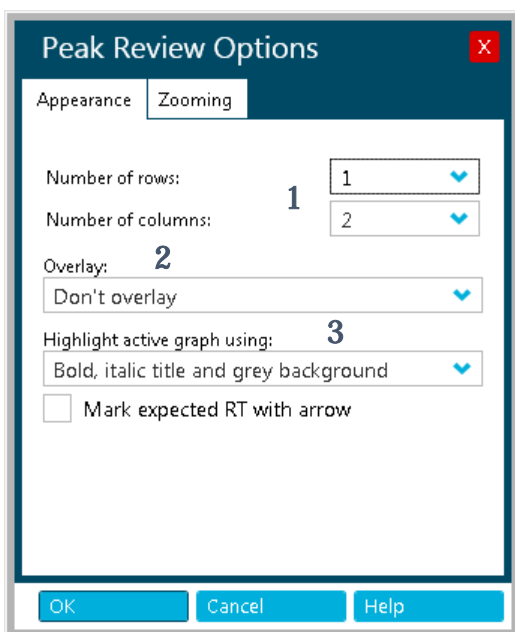 Peak Review Options X
Appearance Zooming
Number of rows: 1
1
Number of columns: 2
Overlay: 2
Don't overlay
Highlight active graph using: 3
Bold, italic title and grey background
Mark expected RT with arrow
OK Cancel Help